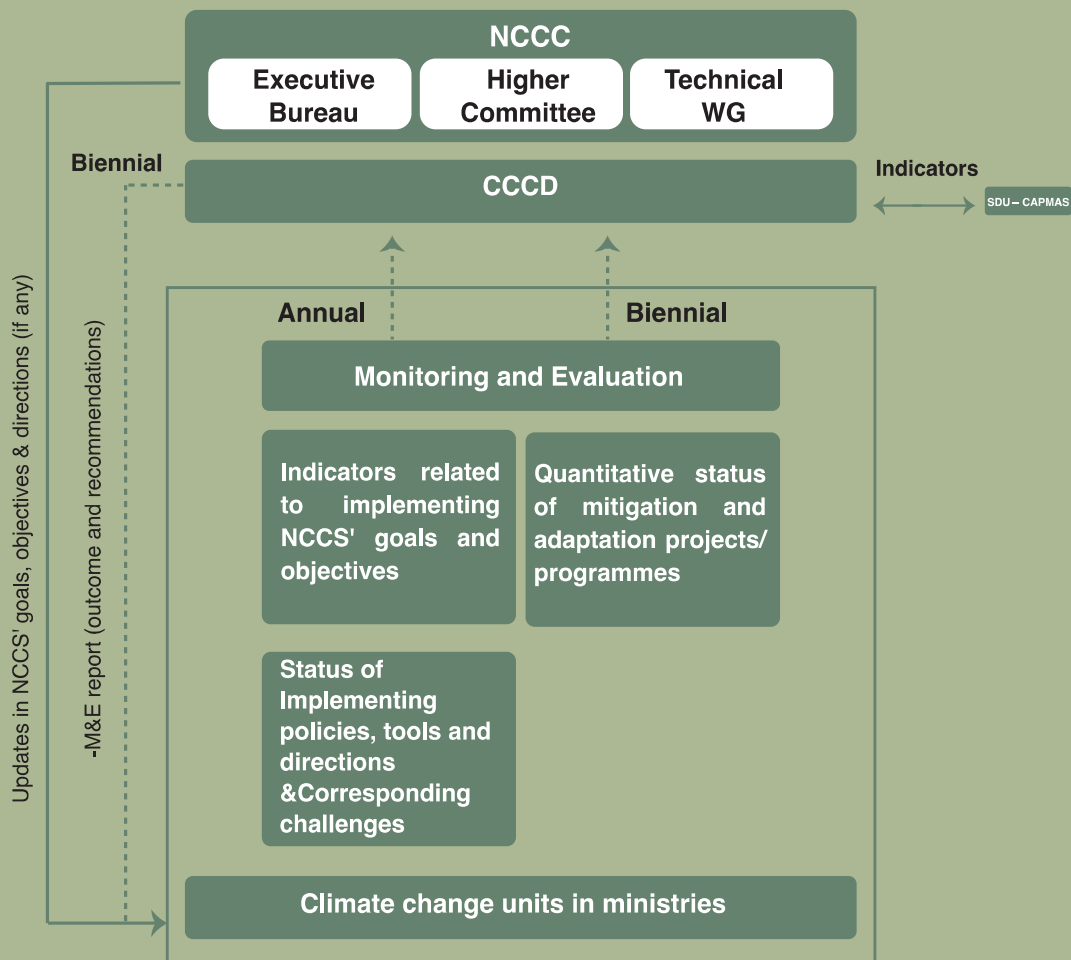 NCCC
Executive
Bureau
Higher
Committee
Technical
WG
Biennial
CCCD
Indicators
SDU – CAPMAS
Annual
Biennial
Monitoring and Evaluation
Indicators related
to implementing
NCCS' goals and
objectives
Quantitative status
of mitigation and
adaptation projects/
programmes
Status of
Implementing
policies, tools and
directions
&Corresponding
challenges
Climate change units in ministries
Updates in NCCS' goals, objectives & directions (if any)
-M&E report (outcome and recommendations)